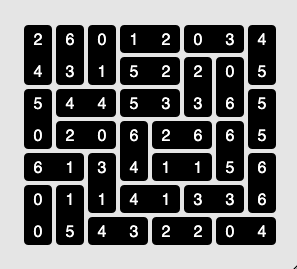 2 6 0 1 2 0 3 4
4 3 1 5 2 2 0 5
5 4 4 5 3 3 6 5
0 2 0 6 2 6 6 5
6 1 3 4 1 1 5 6
0 1 1 4 1 3 3 6
0 5 4 3 2 2 0 4